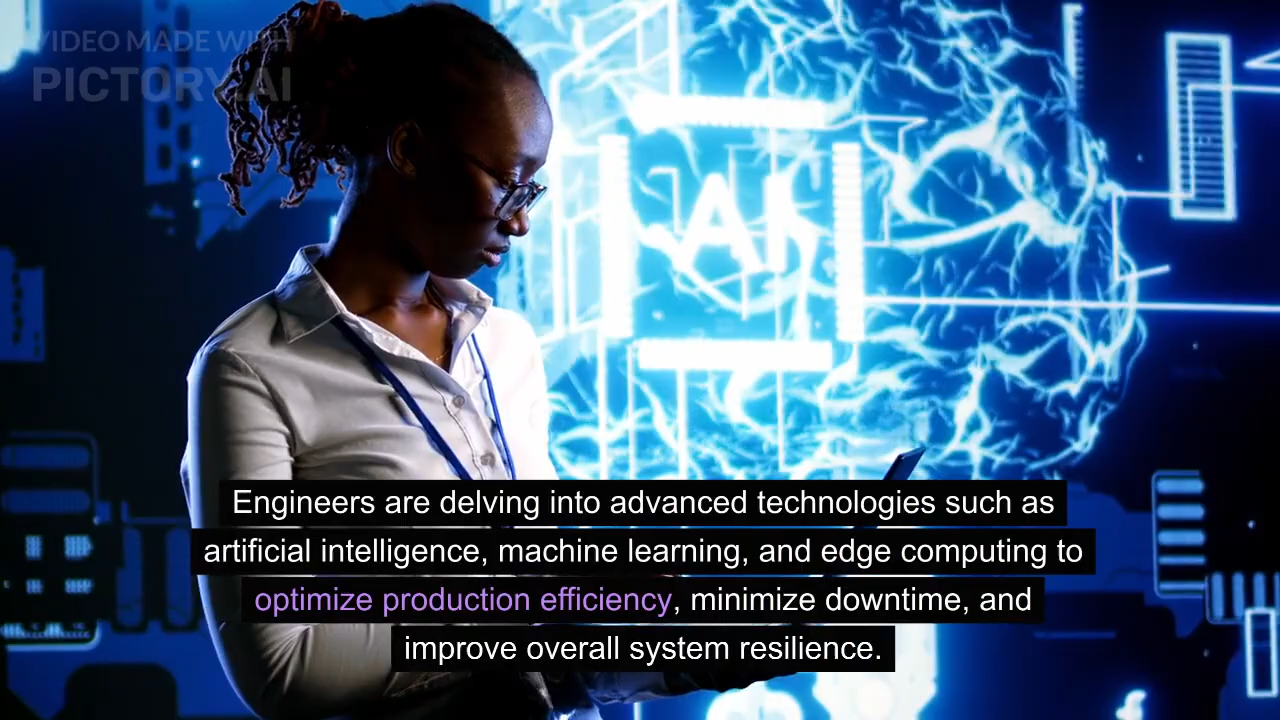 VIDEO MADE WITH
PICTORY.AI
AI
Engineers are delving into advanced technologies such as
artificial intelligence, machine learning, and edge computing to
optimize production efficiency, minimize downtime, and
improve overall system resilience.